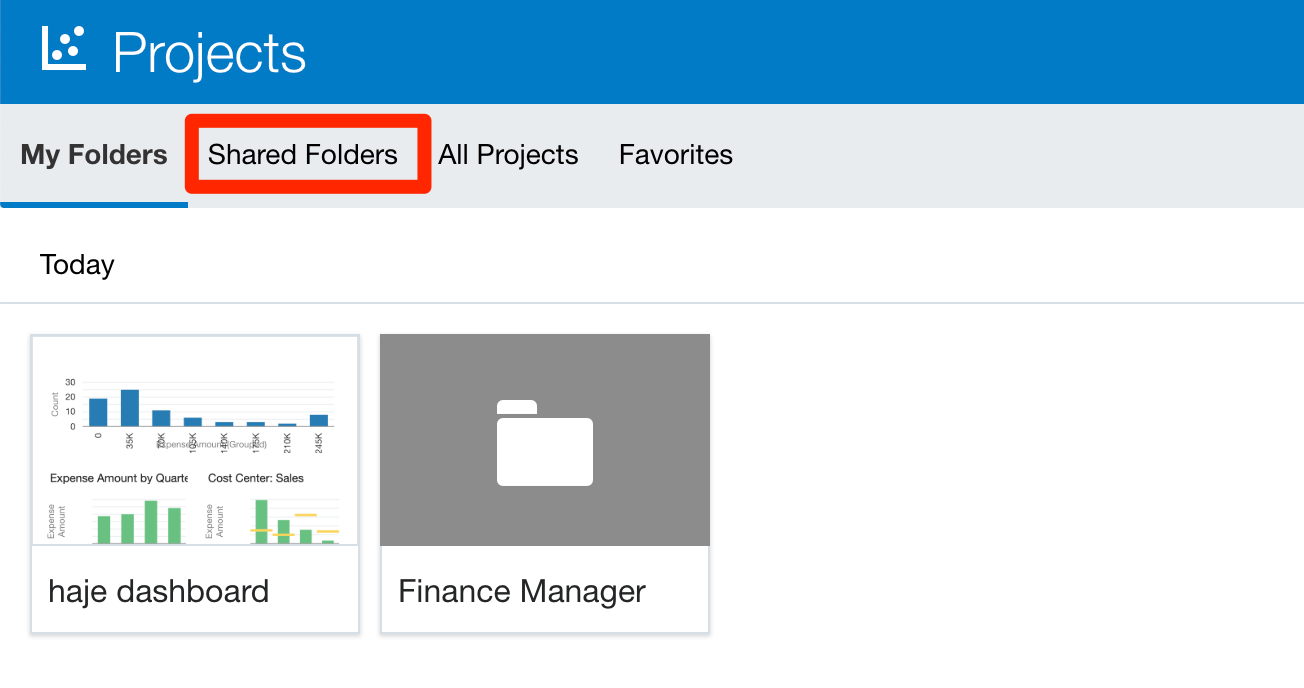 Projects
My Folders Shared Folders All Projects Favorites
Today
30
20
10
0
Count
0 35K 70K 105K 140K 175K 210K 245K
Expense Amount (Grouped)
Expense Amount by Quarte Cost Center: Sales
Expense Amount Expense Amount
haje dashboard Finance Manager